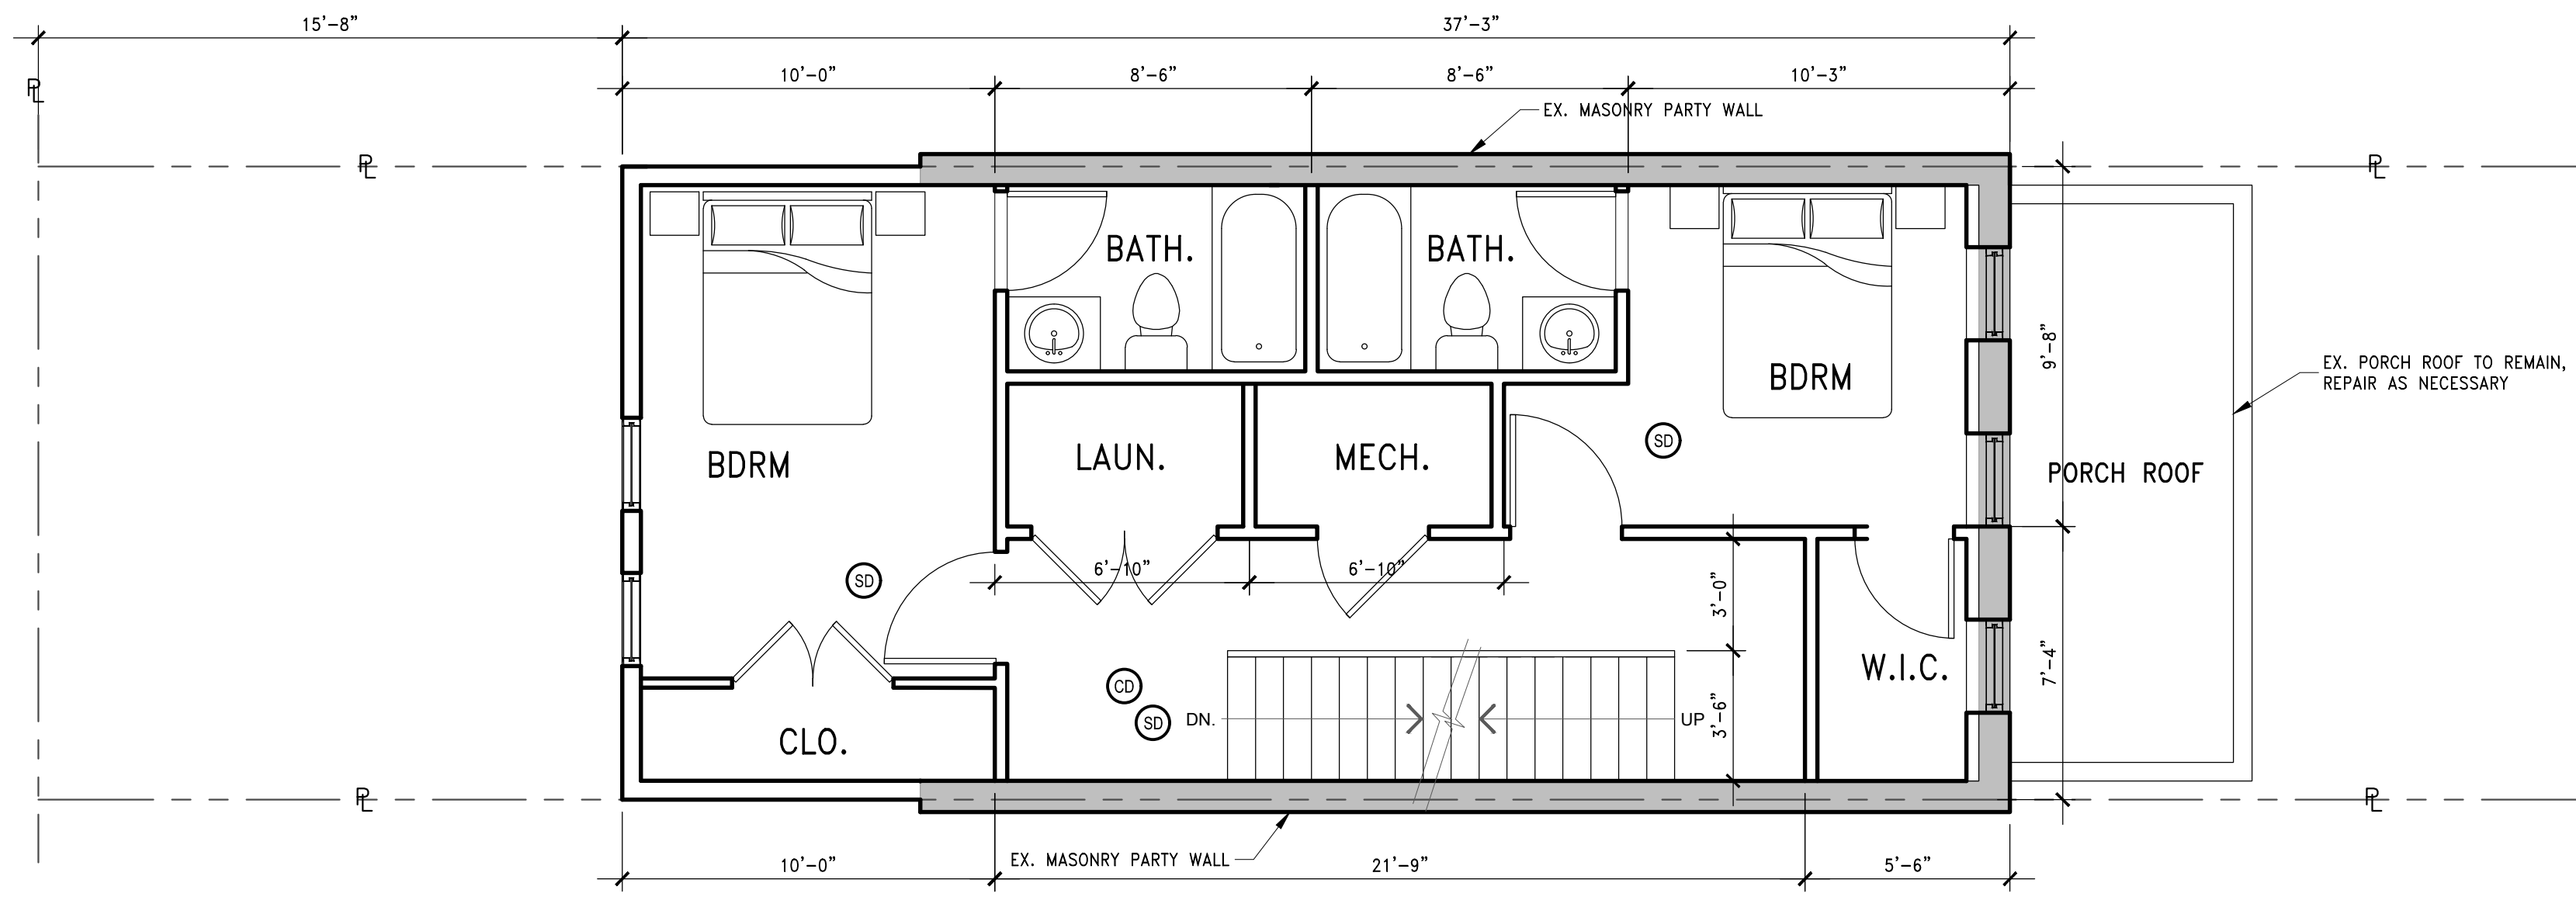 15'-8"
37'-3"
10'-0"
8'-6"
8'-6"
10'-3"
PL
EX. MASONRY PARTY WALL
PL
PL
BATH.
BATH.
9'-8"
EX. PORCH ROOF TO REMAIN,
REPAIR AS NECESSARY
BDRM
SD
BDRM
LAUN.
MECH.
PORCH ROOF
6'-10"
6'-10"
SD
3'-0"
W.I.C.
7'-4"
CD
SD
DN.
UP
3'-6"
CLO.
PL
PL
EX. MASONRY PARTY WALL
10'-0"
21'-9"
5'-6"